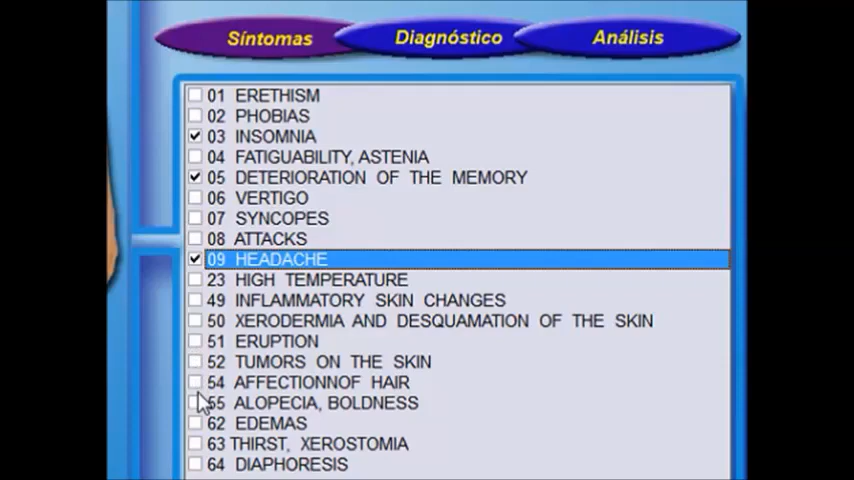 Síntomas Diagnóstico Análisis
01 ERETHISM
02 PHOBIAS
03 INSOMNIA
04 FATIGUABILITY, ASTENIA
05 DETERIORATION OF THE MEMORY
06 VERTIGO
07 SYNCOPES
08 ATTACKS
09 HEADACHE
23 HIGH TEMPERATURE
49 INFLAMMATORY SKIN CHANGES
50 XERODERMIA AND DESQUAMATION OF THE SKIN
51 ERUPTION
52 TUMORS ON THE SKIN
54 AFFECTIONNOF HAIR
55 ALOPECIA, BOLDNESS
62 EDEMAS
63 THIRST, XEROSTOMIA
64 DIAPHORESIS